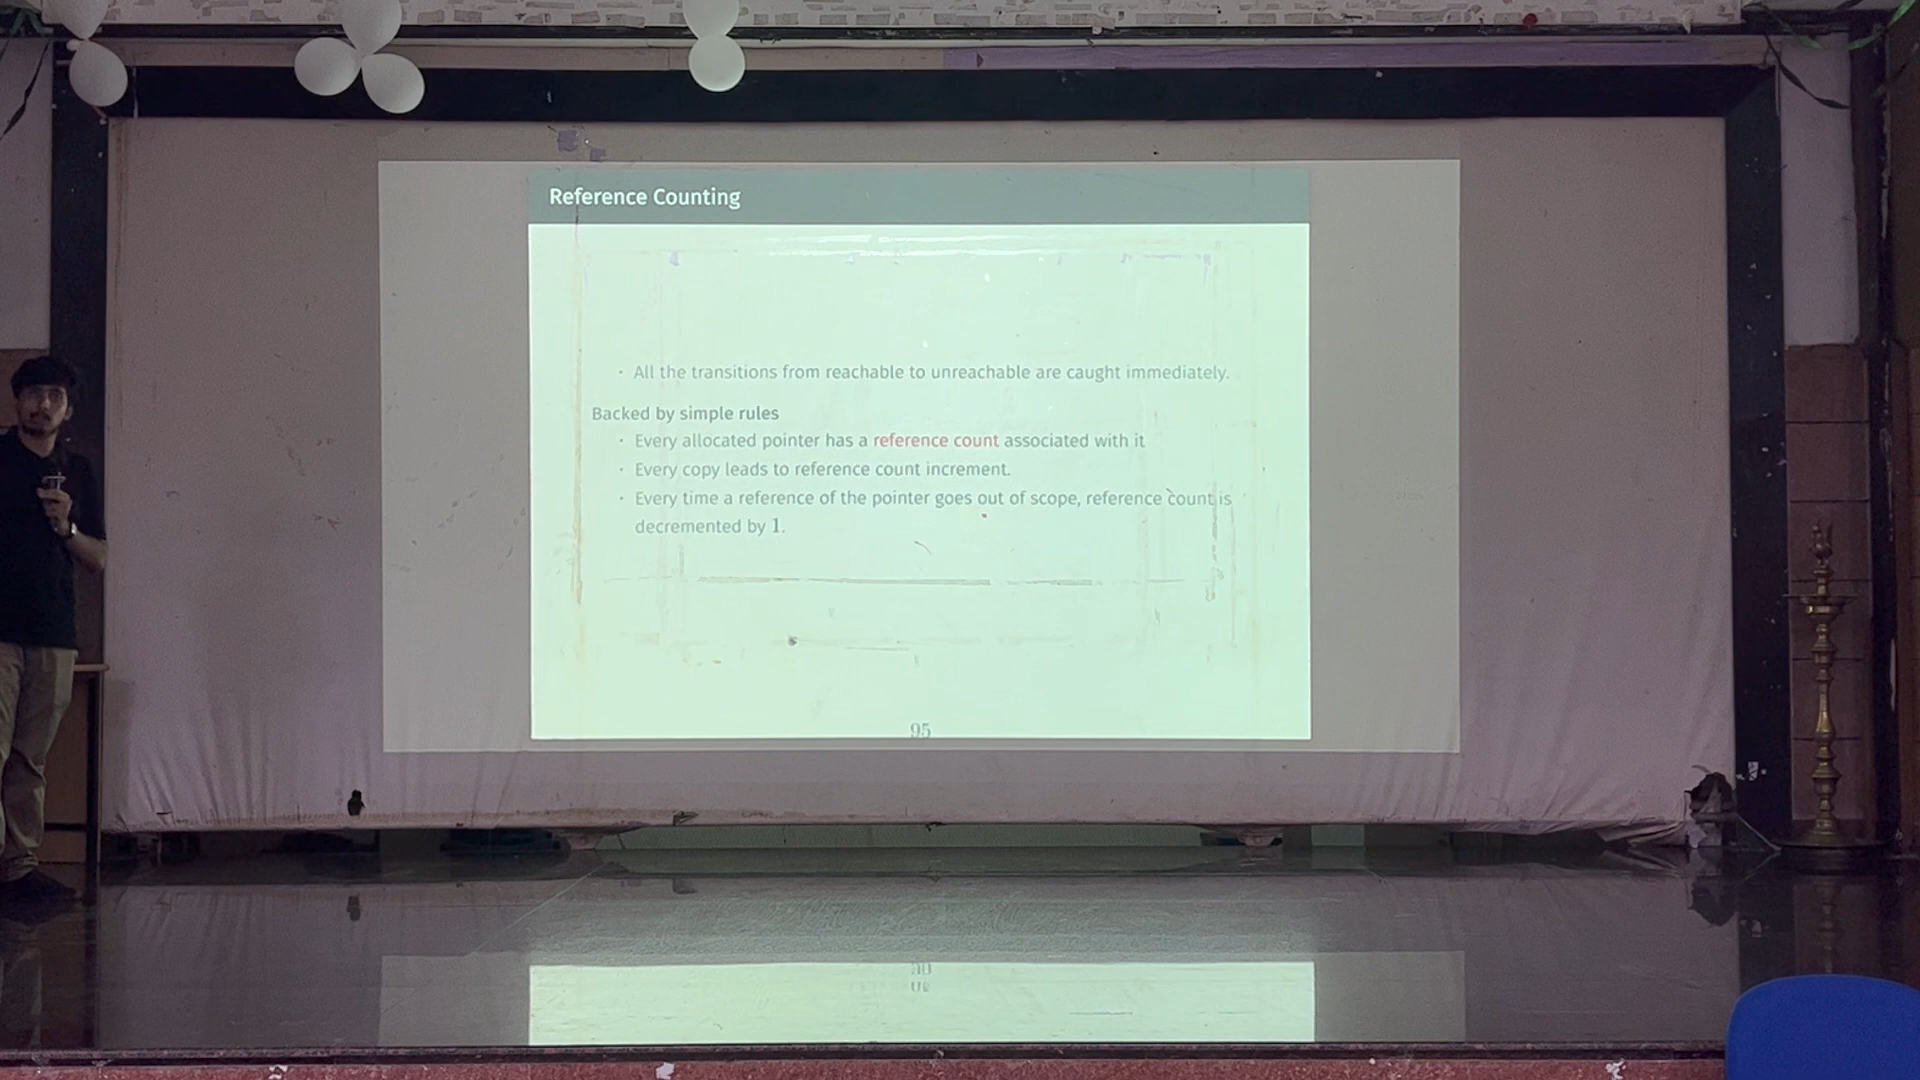 Reference Counting
· All the transitions from reachable to unreachable are caught immediately.
Backed by simple rules
· Every allocated pointer has a reference count associated with it
· Every copy leads to reference count increment.
· Every time a reference of the pointer goes out of scope, reference count is
decremented by 1.
95